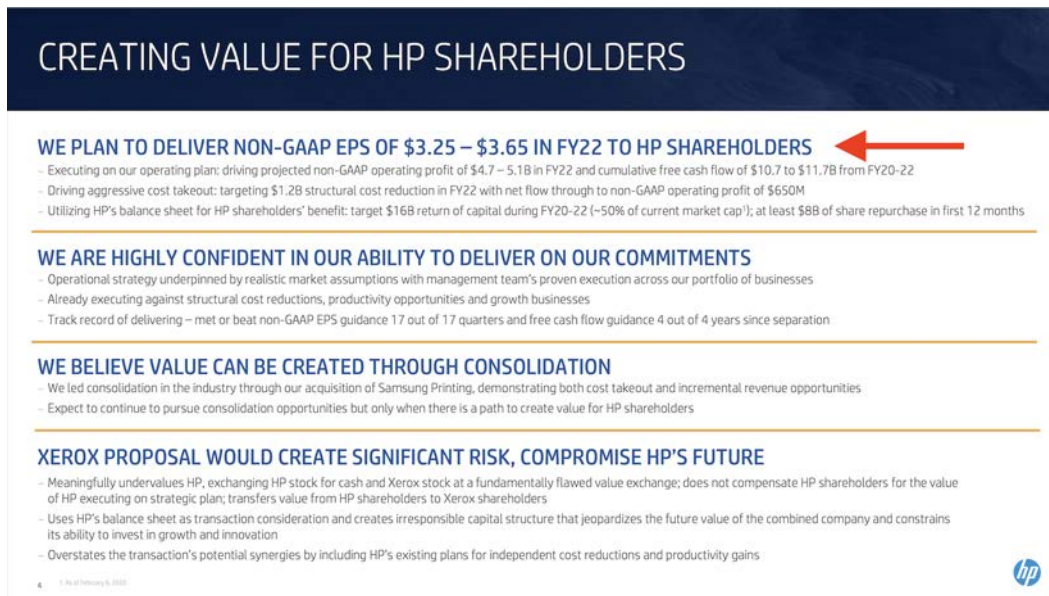 CREATING VALUE FOR HP SHAREHOLDERS
WE PLAN TO DELIVER NON-GAAP EPS OF $3.25 – $3.65 IN FY22 TO HP SHAREHOLDERS
– Executing on our operating plan: driving projected non-GAAP operating profit of $4.7 – 5.1B in FY22 and cumulative free cash flow of $10.7 to $11.7B from FY20-22
– Driving aggressive cost takeout: targeting $1.2B structural cost reduction in FY22 with net flow through to non-GAAP operating profit of $650M
– Utilizing HP's balance sheet for HP shareholders' benefit: target $16B return of capital during FY20-22 (~50% of current market cap¹); at least $8B of share repurchase in first 12 months
WE ARE HIGHLY CONFIDENT IN OUR ABILITY TO DELIVER ON OUR COMMITMENTS
– Operational strategy underpinned by realistic market assumptions with management team's proven execution across our portfolio of businesses
– Already executing against structural cost reductions, productivity opportunities and growth businesses
– Track record of delivering – met or beat non-GAAP EPS guidance 17 out of 17 quarters and free cash flow guidance 4 out of 4 years since separation
WE BELIEVE VALUE CAN BE CREATED THROUGH CONSOLIDATION
– We led consolidation in the industry through our acquisition of Samsung Printing, demonstrating both cost takeout and incremental revenue opportunities
– Expect to continue to pursue consolidation opportunities but only when there is a path to create value for HP shareholders
XEROX PROPOSAL WOULD CREATE SIGNIFICANT RISK, COMPROMISE HP'S FUTURE
– Meaningfully undervalues HP, exchanging HP stock for cash and Xerox stock at a fundamentally flawed value exchange; does not compensate HP shareholders for the value
of HP executing on strategic plan; transfers value from HP shareholders to Xerox shareholders
– Uses HP's balance sheet as transaction consideration and creates irresponsible capital structure that jeopardizes the future value of the combined company and constrains
its ability to invest in growth and innovation
– Overstates the transaction's potential synergies by including HP's existing plans for independent cost reductions and productivity gains
4 1. As of February 6, 2020
hp